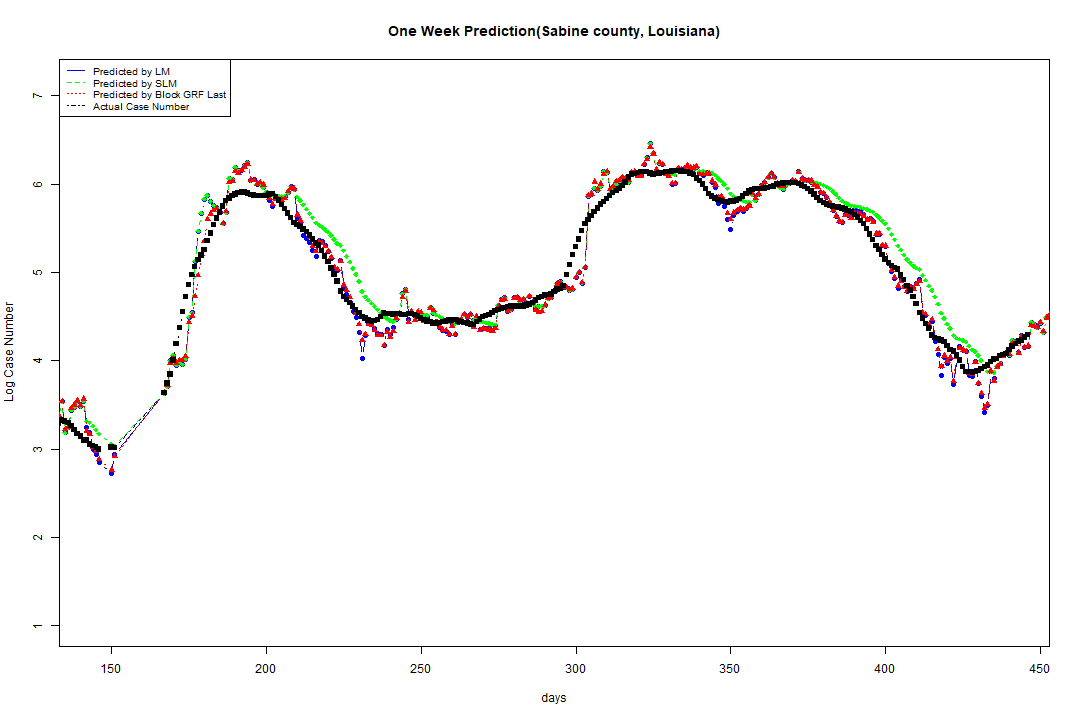 One Week Prediction(Sabine county, Louisiana)
Predicted by LM
Predicted by SLM
Predicted by Block GRF Last
Actual Case Number
7
6
5
4
3
2
1
Log Case Number
150 200 250 300 350 400 450
days